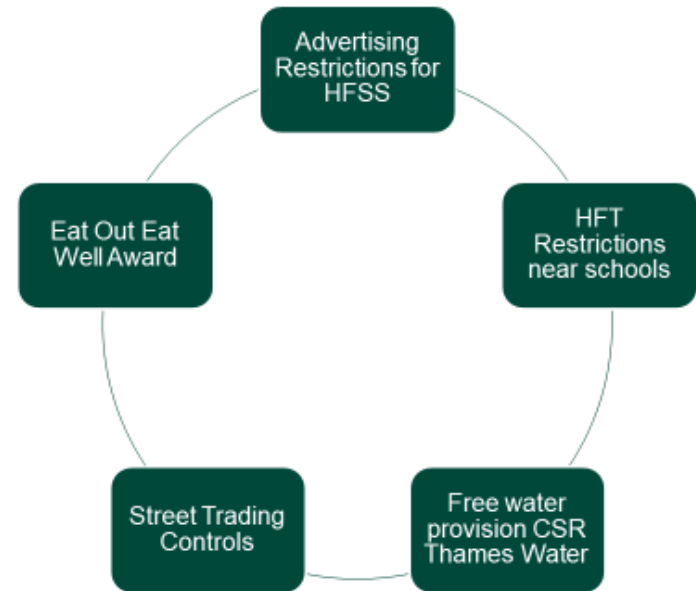 Advertising
Restrictions for
HFSS
HFT
Restrictions
near schools
Free water
provision CSR
Thames Water
Street Trading
Controls
Eat Out Eat
Well Award